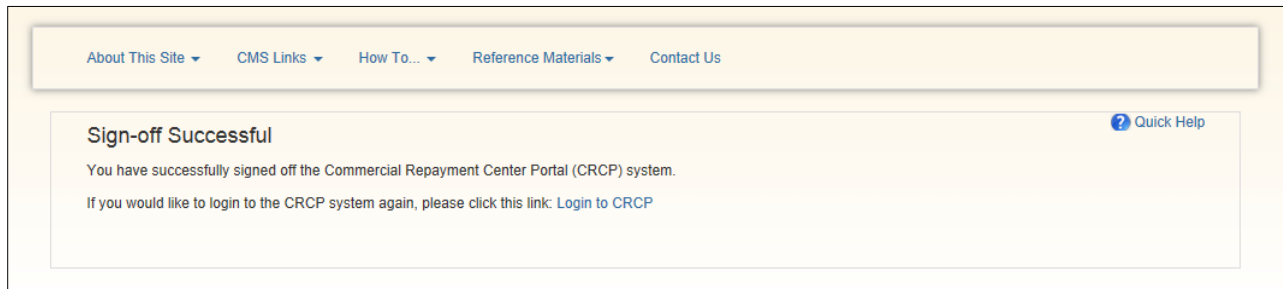 About This Site CMS Links How To... Reference Materials Contact Us
Quick Help
Sign-off Successful
You have successfully signed off the Commercial Repayment Center Portal (CRCP) system.
If you would like to login to the CRCP system again, please click this link: Login to CRCP